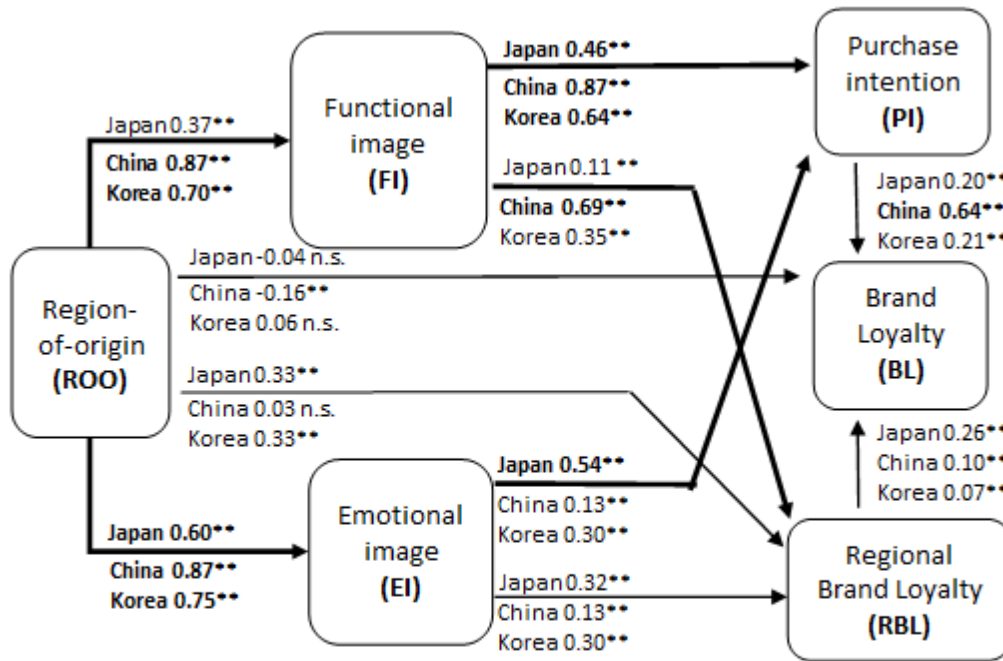 Region-
of-origin
(ROO)
Japan 0.37**
China 0.87**
Korea 0.70**
Functional
image
(FI)
Japan 0.46**
China 0.87**
Korea 0.64**
Japan 0.11 **
China 0.69**
Korea 0.35**
Purchase
intention
(PI)
Japan 0.20**
China 0.64**
Korea 0.21**
Japan -0.04 n.s.
China -0.16**
Korea 0.06 n.s.
Brand
Loyalty
(BL)
Japan 0.33**
China 0.03 n.s.
Korea 0.33**
Japan 0.26**
China 0.10**
Korea 0.07**
Japan 0.60**
China 0.87**
Korea 0.75**
Emotional
image
(EI)
Japan 0.54**
China 0.13**
Korea 0.30**
Japan 0.32**
China 0.13**
Korea 0.30**
Regional
Brand Loyalty
(RBL)